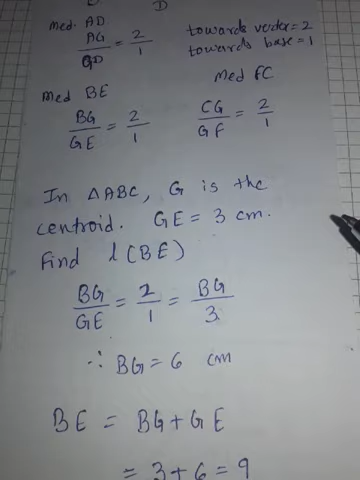 D
Med. AD
AG/GD = 2/1
towards vertex = 2
towards base = 1
Med BE
BG/GE = 2/1
Med FC
CG/GF = 2/1
In ΔABC, G is the
centroid. GE = 3 cm.
Find l(BE)
BG/GE = 2/1 = BG/3
∴ BG = 6 cm
BE = BG + GE
= 3 + 6 = 9